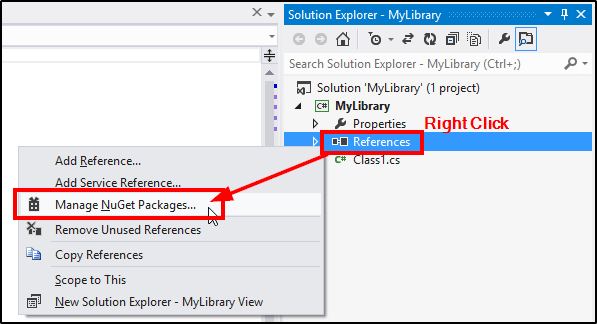 Solution Explorer - MyLibrary
Search Solution Explorer - MyLibrary (Ctrl+;)
Solution 'MyLibrary' (1 project)
C# MyLibrary
Properties
Right Click
References
C# Class1.cs
Add Reference...
Add Service Reference...
Manage NuGet Packages...
Remove Unused References
Copy References
Scope to This
New Solution Explorer - MyLibrary View